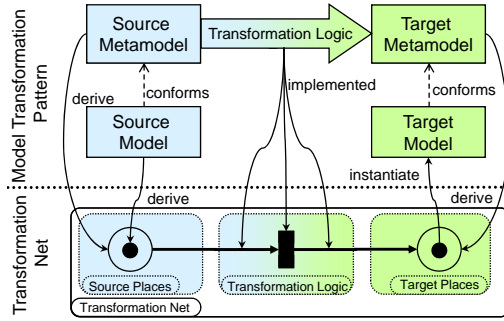 Model Transformation
Pattern
Source
Metamodel
Transformation Logic
Target
Metamodel
derive
conforms
implemented
conforms
Source
Model
Target
Model
instantiate
derive
derive
Transformation
Net
Source Places
Transformation Logic
Target Places
Transformation Net